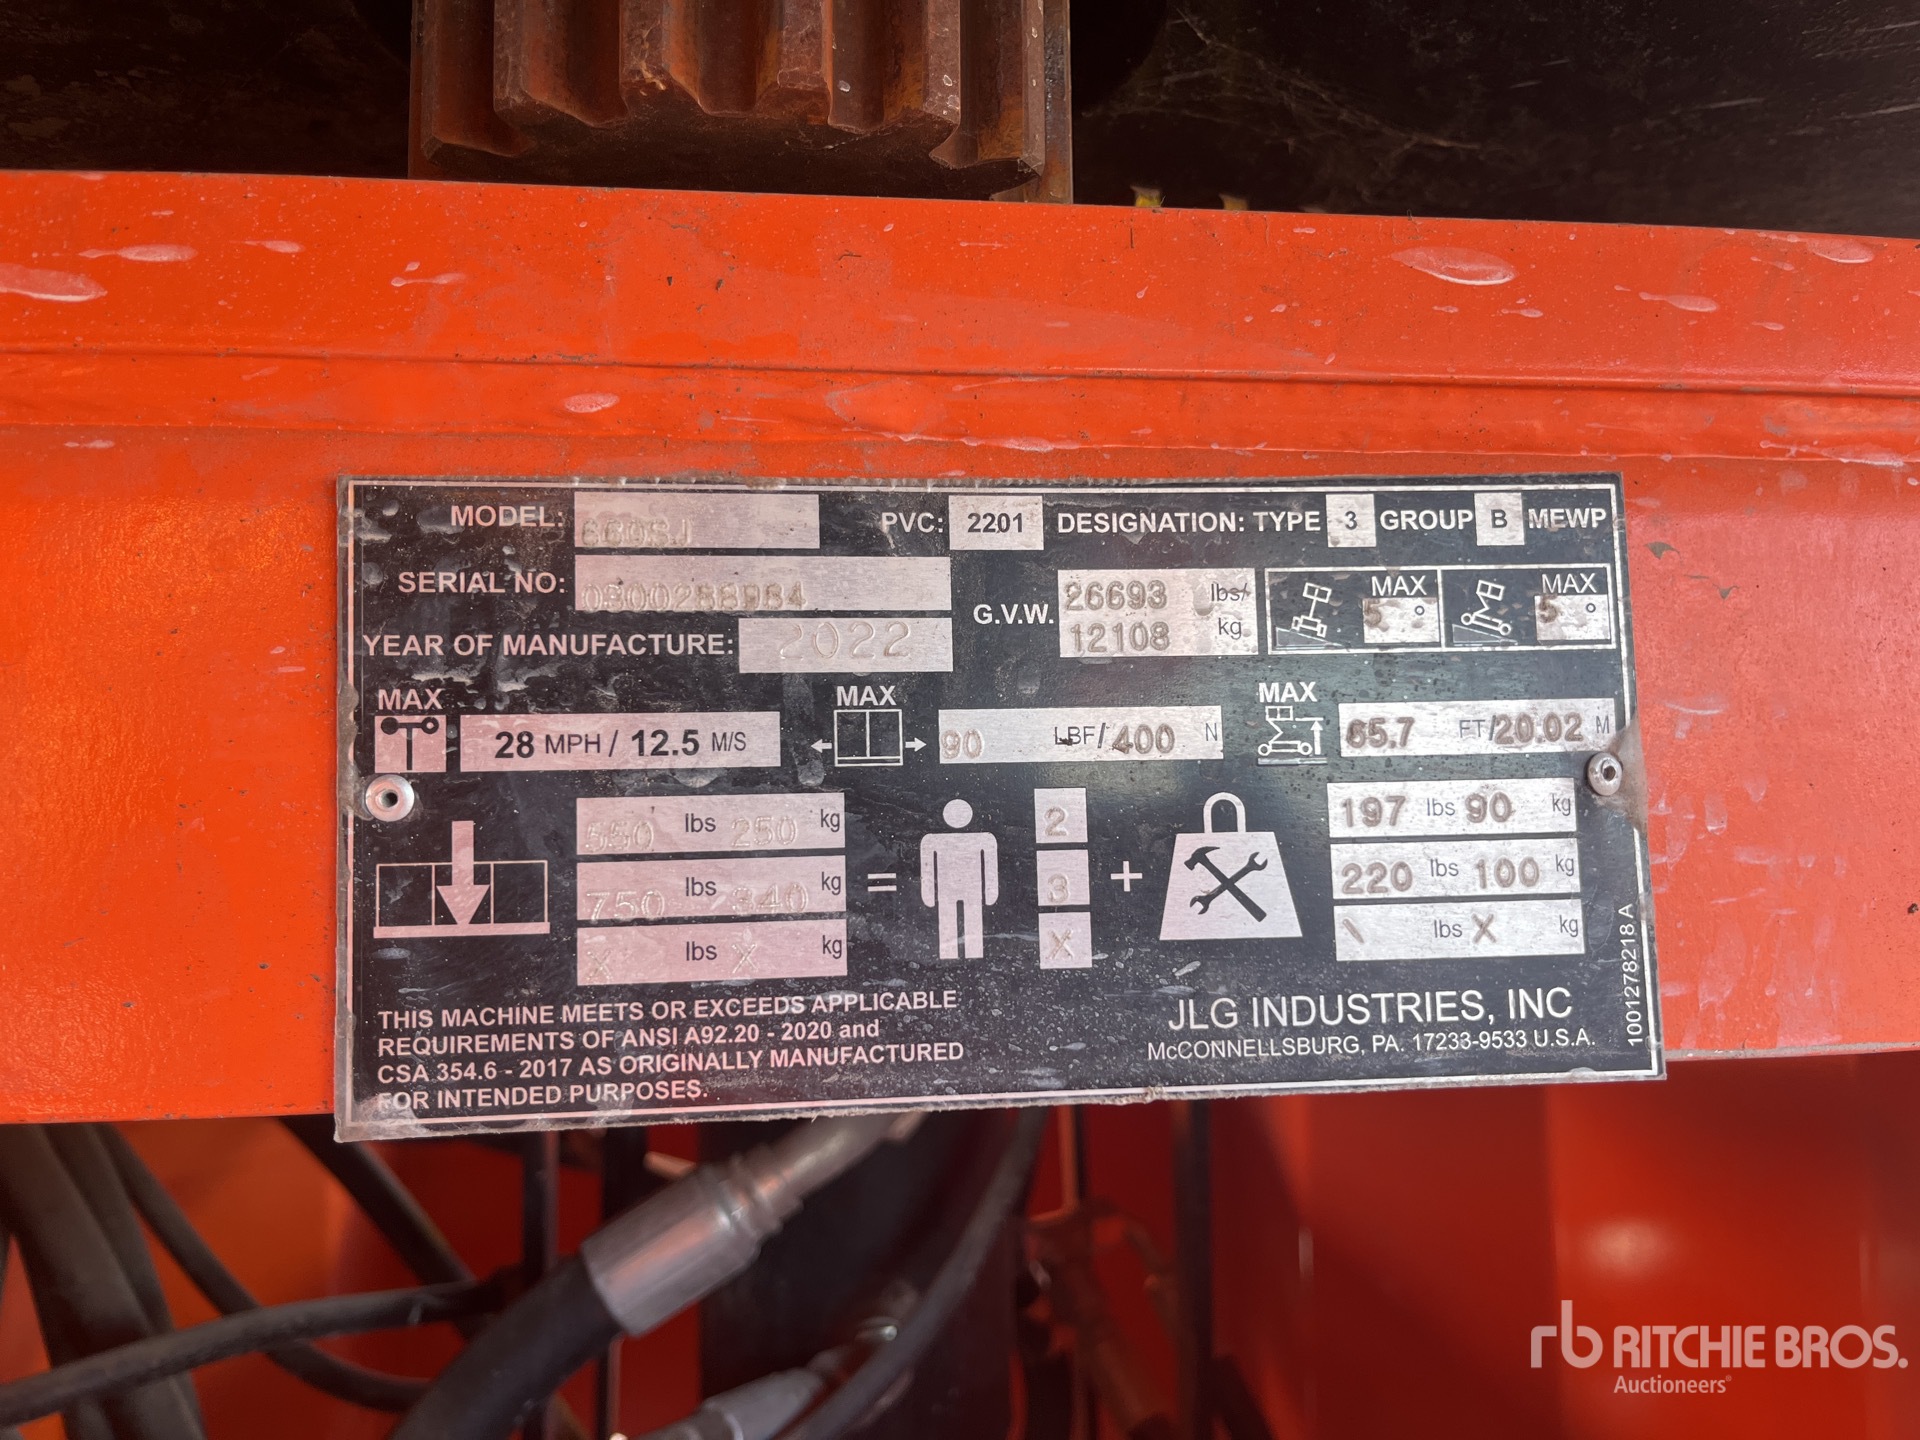 MODEL: 660SJ PVC: 2201 DESIGNATION: TYPE 3 GROUP B MEWP
SERIAL NO: G.V.W. 26693 lbs/ 12108 kg MAX 5 ° MAX 5 °
YEAR OF MANUFACTURE: 2022
MAX 28 MPH / 12.5 M/S MAX 90 LBF/400 N MAX 65.7 FT/20.02 M
550 lbs 250 kg 2 197 lbs 90 kg
750 lbs 340 kg = 3 + 220 lbs 100 kg
X lbs X kg X \ lbs X kg
THIS MACHINE MEETS OR EXCEEDS APPLICABLE
REQUIREMENTS OF ANSI A92.20 - 2020 and
CSA 354.6 - 2017 AS ORIGINALLY MANUFACTURED
FOR INTENDED PURPOSES.
JLG INDUSTRIES, INC
McCONNELLSBURG, PA. 17233-9533 U.S.A.
1001278218 A
rb RITCHIE BROS.
Auctioneers®